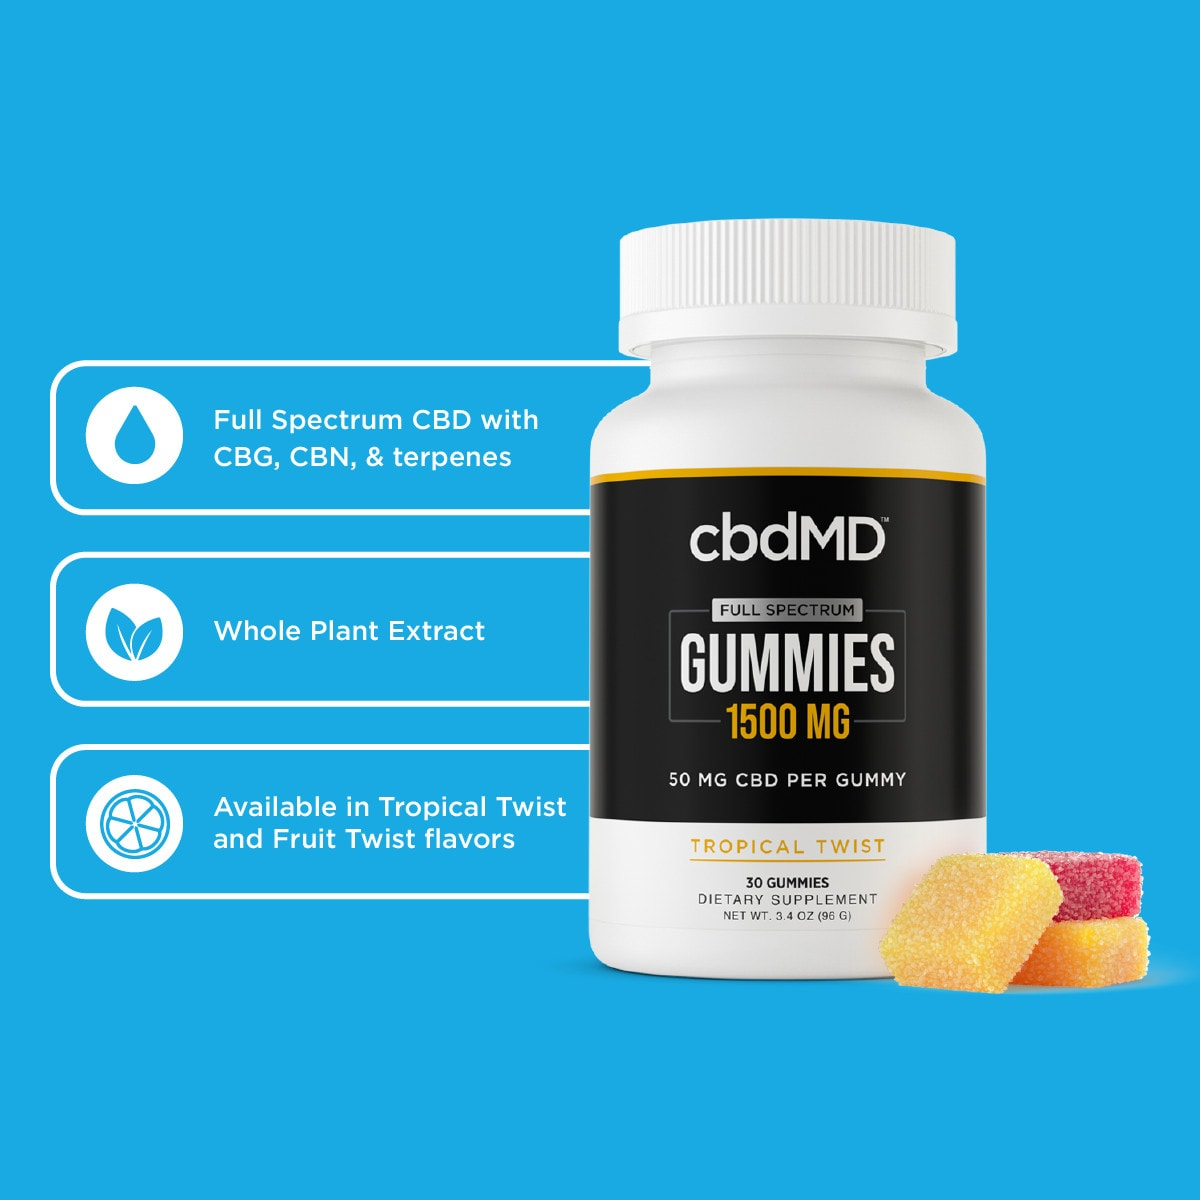 Full Spectrum CBD with
CBG, CBN, & terpenes
Whole Plant Extract
Available in Tropical Twist
and Fruit Twist flavors
cbdMD™
FULL SPECTRUM
GUMMIES
1500 MG
50 MG CBD PER GUMMY
TROPICAL TWIST
30 GUMMIES
DIETARY SUPPLEMENT
NET WT. 3.4 OZ (96 G)